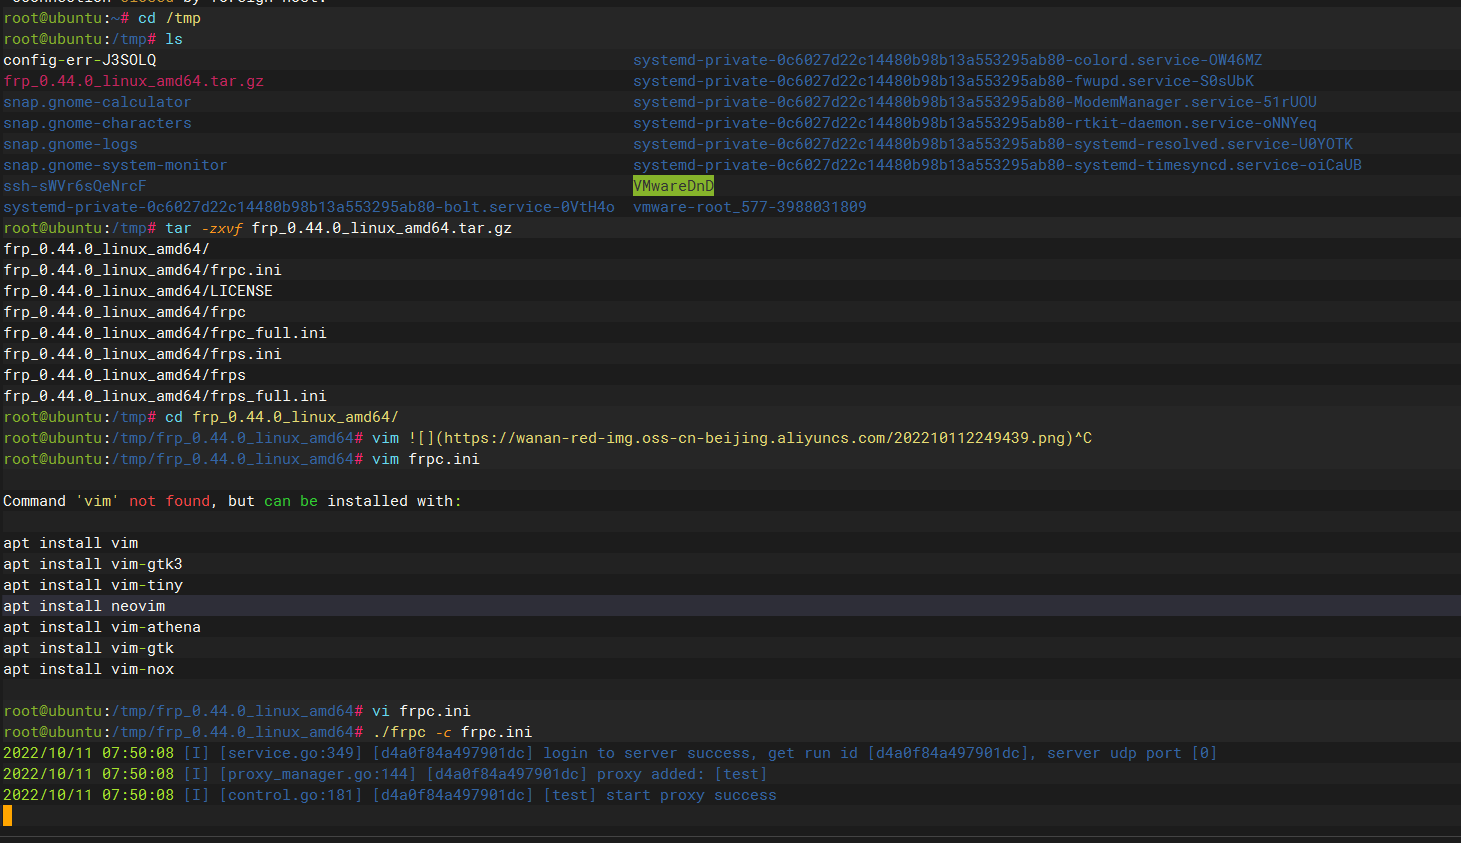 connection closed by foreign host.
root@ubuntu:~# cd /tmp
root@ubuntu:/tmp# ls
config-err-J3SOLQ                                                     systemd-private-0c6027d22c14480b98b13a553295ab80-colord.service-OW46MZ
frp_0.44.0_linux_amd64.tar.gz                                         systemd-private-0c6027d22c14480b98b13a553295ab80-fwupd.service-S0sUbK
snap.gnome-calculator                                                 systemd-private-0c6027d22c14480b98b13a553295ab80-ModemManager.service-51rUOU
snap.gnome-characters                                                 systemd-private-0c6027d22c14480b98b13a553295ab80-rtkit-daemon.service-oNNYeq
snap.gnome-logs                                                       systemd-private-0c6027d22c14480b98b13a553295ab80-systemd-resolved.service-U0YOTK
snap.gnome-system-monitor                                             systemd-private-0c6027d22c14480b98b13a553295ab80-systemd-timesyncd.service-oiCaUB
ssh-sWVr6sQeNrcF                                                      VMwareDnD
systemd-private-0c6027d22c14480b98b13a553295ab80-bolt.service-0VtH4o  vmware-root_577-3988031809
root@ubuntu:/tmp# tar -zxvf frp_0.44.0_linux_amd64.tar.gz
frp_0.44.0_linux_amd64/
frp_0.44.0_linux_amd64/frpc.ini
frp_0.44.0_linux_amd64/LICENSE
frp_0.44.0_linux_amd64/frpc
frp_0.44.0_linux_amd64/frpc_full.ini
frp_0.44.0_linux_amd64/frps.ini
frp_0.44.0_linux_amd64/frps
frp_0.44.0_linux_amd64/frps_full.ini
root@ubuntu:/tmp# cd frp_0.44.0_linux_amd64/
root@ubuntu:/tmp/frp_0.44.0_linux_amd64# vim ![](https://wanan-red-img.oss-cn-beijing.aliyuncs.com/202210112249439.png)^C
root@ubuntu:/tmp/frp_0.44.0_linux_amd64# vim frpc.ini
Command 'vim' not found, but can be installed with:
apt install vim
apt install vim-gtk3
apt install vim-tiny
apt install neovim
apt install vim-athena
apt install vim-gtk
apt install vim-nox
root@ubuntu:/tmp/frp_0.44.0_linux_amd64# vi frpc.ini
root@ubuntu:/tmp/frp_0.44.0_linux_amd64# ./frpc -c frpc.ini
2022/10/11 07:50:08 [I] [service.go:349] [d4a0f84a497901dc] login to server success, get run id [d4a0f84a497901dc], server udp port [0]
2022/10/11 07:50:08 [I] [proxy_manager.go:144] [d4a0f84a497901dc] proxy added: [test]
2022/10/11 07:50:08 [I] [control.go:181] [d4a0f84a497901dc] [test] start proxy success